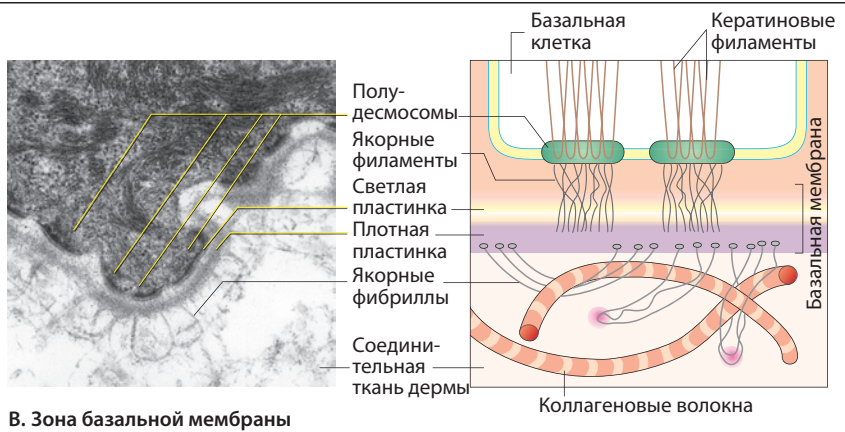 Базальная
клетка
Кератиновые
филаменты
Полу-
десмосомы
Якорные
филаменты
Светлая
пластинка
Плотная
пластинка
Якорные
фибриллы
Соедини-
тельная
ткань дермы
Базальная мембрана
Коллагеновые волокна
В. Зона базальной мембраны